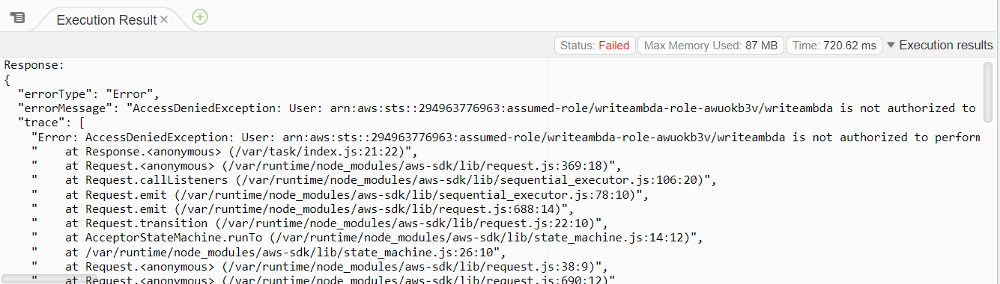 Execution Result
Status: Failed Max Memory Used: 87 MB Time: 720.62 ms Execution results
Response:
{
  "errorType": "Error",
  "errorMessage": "AccessDeniedException: User: arn:aws:sts::294963776963:assumed-role/writeambda-role-awuokb3v/writeambda is not authorized to
  "trace": [
    "Error: AccessDeniedException: User: arn:aws:sts::294963776963:assumed-role/writeambda-role-awuokb3v/writeambda is not authorized to perform
    "    at Response.<anonymous> (/var/task/index.js:21:22)",
    "    at Request.<anonymous> (/var/runtime/node_modules/aws-sdk/lib/request.js:369:18)",
    "    at Request.callListeners (/var/runtime/node_modules/aws-sdk/lib/sequential_executor.js:106:20)",
    "    at Request.emit (/var/runtime/node_modules/aws-sdk/lib/sequential_executor.js:78:10)",
    "    at Request.emit (/var/runtime/node_modules/aws-sdk/lib/request.js:688:14)",
    "    at Request.transition (/var/runtime/node_modules/aws-sdk/lib/request.js:22:10)",
    "    at AcceptorStateMachine.runTo (/var/runtime/node_modules/aws-sdk/lib/state_machine.js:14:12)",
    "    at /var/runtime/node_modules/aws-sdk/lib/state_machine.js:26:10",
    "    at Request.<anonymous> (/var/runtime/node_modules/aws-sdk/lib/request.js:38:9)",
    "    at Request.<anonymous> (/var/runtime/node_modules/aws-sdk/lib/request.js:690:12)"